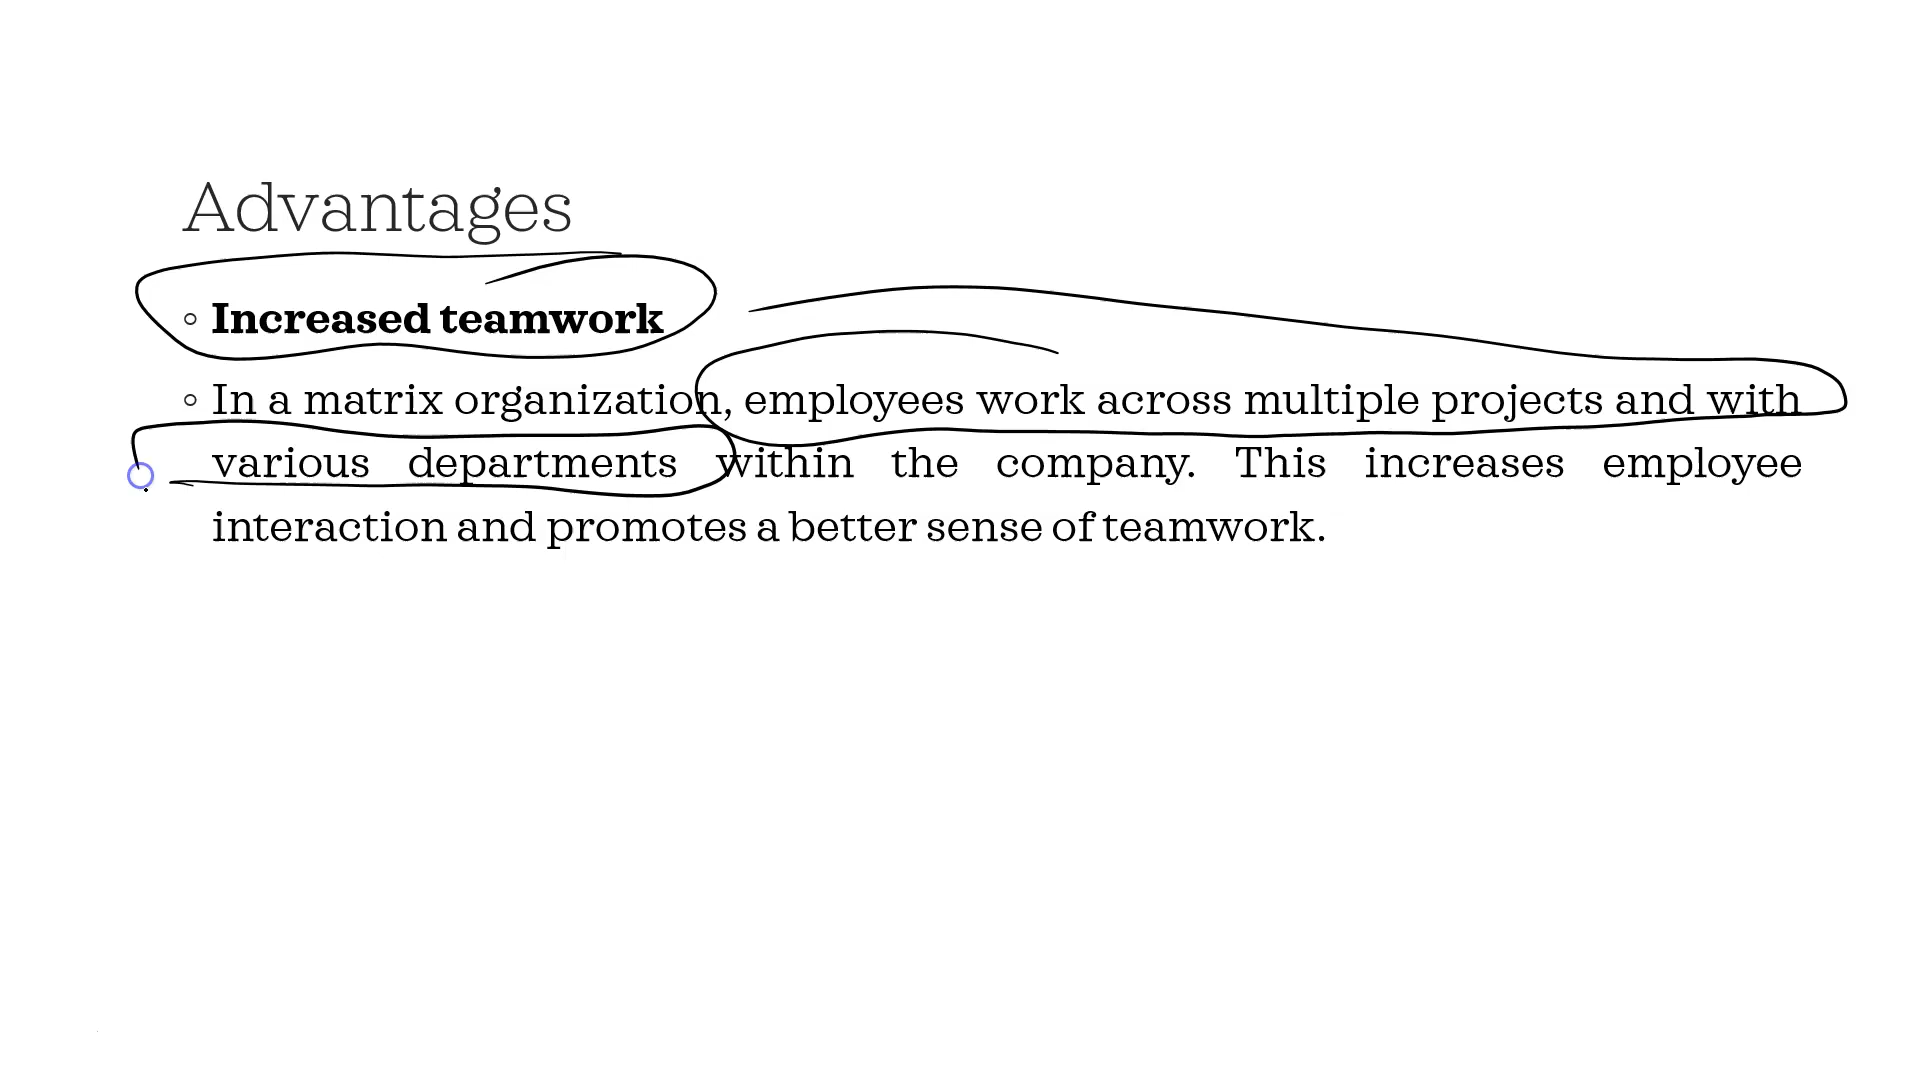 Advantages
◦ Increased teamwork
◦ In a matrix organization, employees work across multiple projects and with
various departments within the company. This increases employee
interaction and promotes a better sense of teamwork.